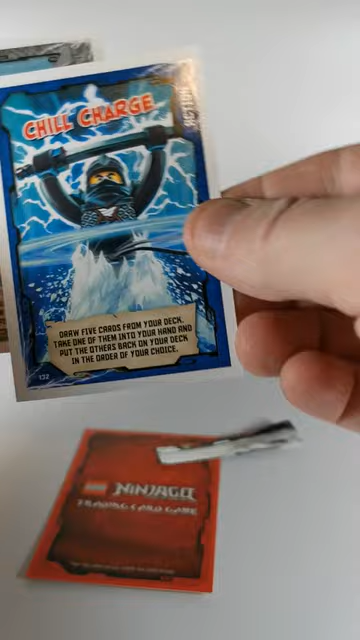 CHILL CHARGE
ACTION
DRAW FIVE CARDS FROM YOUR DECK.
TAKE ONE OF THEM INTO YOUR HAND AND
PUT THE OTHERS BACK ON YOUR DECK
IN THE ORDER OF YOUR CHOICE.
132
LEGO NINJAGO
TRADING CARD GAME